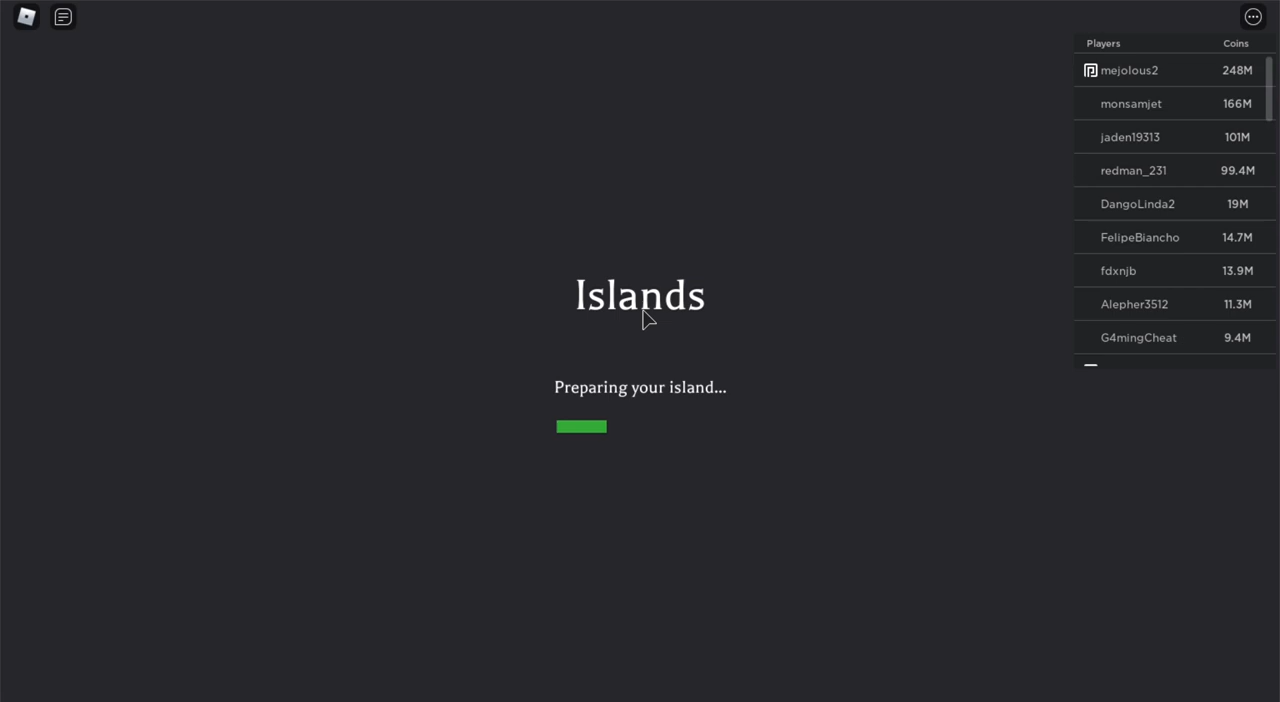 Players Coins
mejolous2 248M
monsamjet 166M
jaden19313 101M
redman_231 99.4M
DangoLinda2 19M
FelipeBiancho 14.7M
fdxnjb 13.9M
Alepher3512 11.3M
G4mingCheat 9.4M
Islands
Preparing your island...